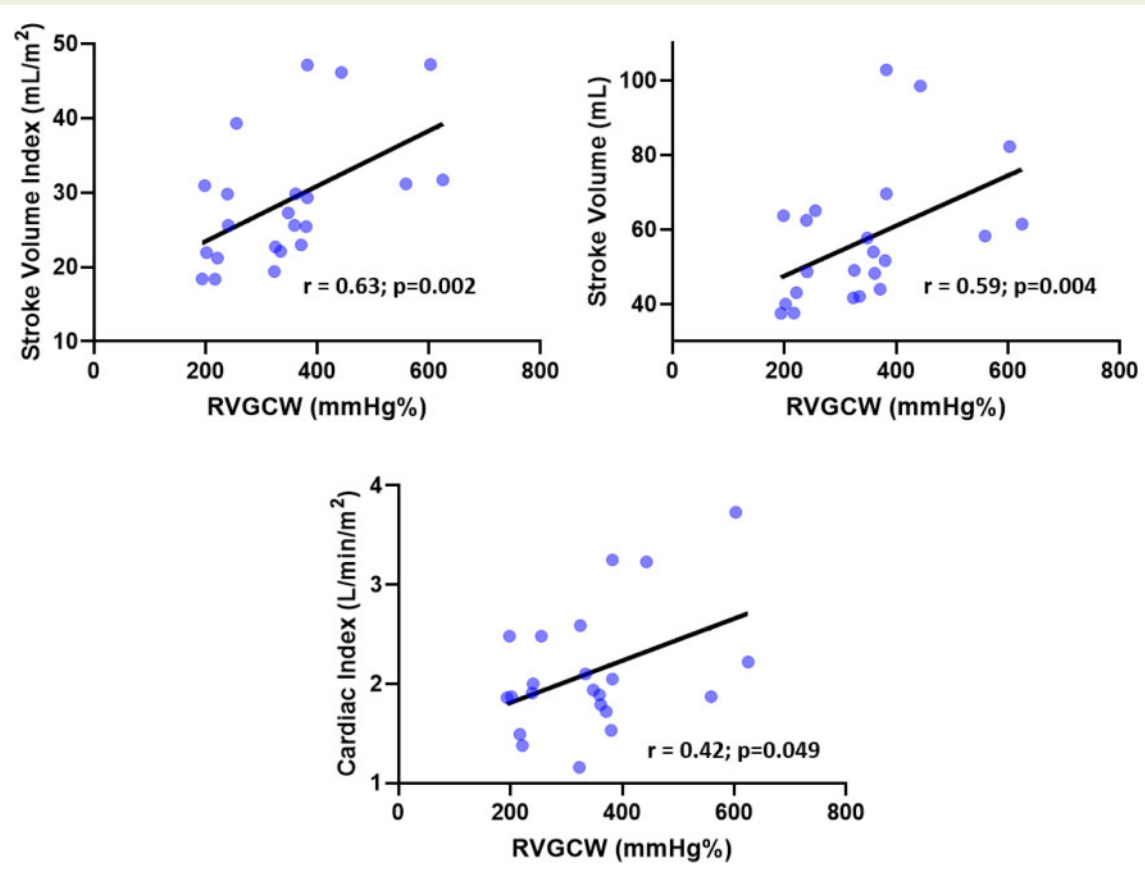 Stroke Volume Index (mL/m²)
50
40
30
20
10
0 200 400 600 800
RVGCW (mmHg%)
r = 0.63; p=0.002
Stroke Volume (mL)
100
80
60
40
0 200 400 600 800
RVGCW (mmHg%)
r = 0.59; p=0.004
Cardiac Index (L/min/m²)
4
3
2
1
0 200 400 600 800
RVGCW (mmHg%)
r = 0.42; p=0.049